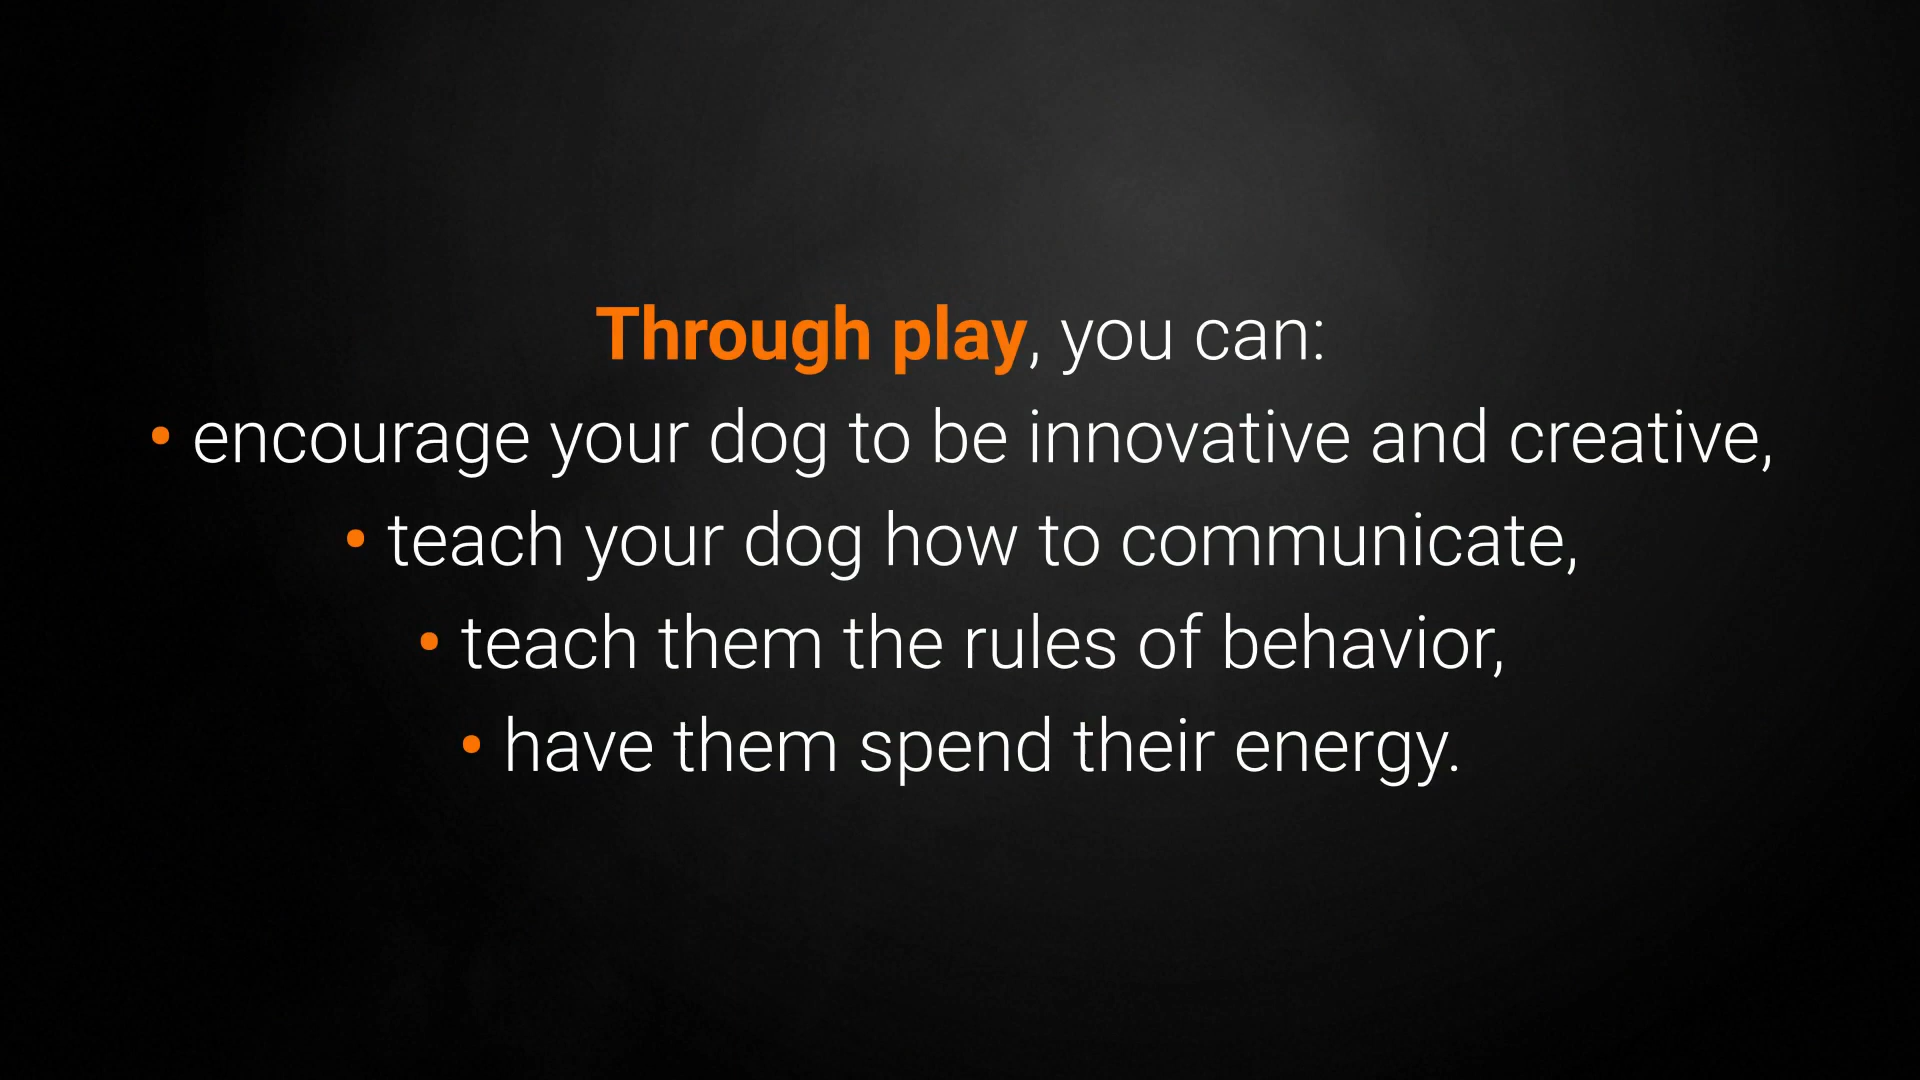 Through play, you can:
• encourage your dog to be innovative and creative,
• teach your dog how to communicate,
• teach them the rules of behavior,
• have them spend their energy.